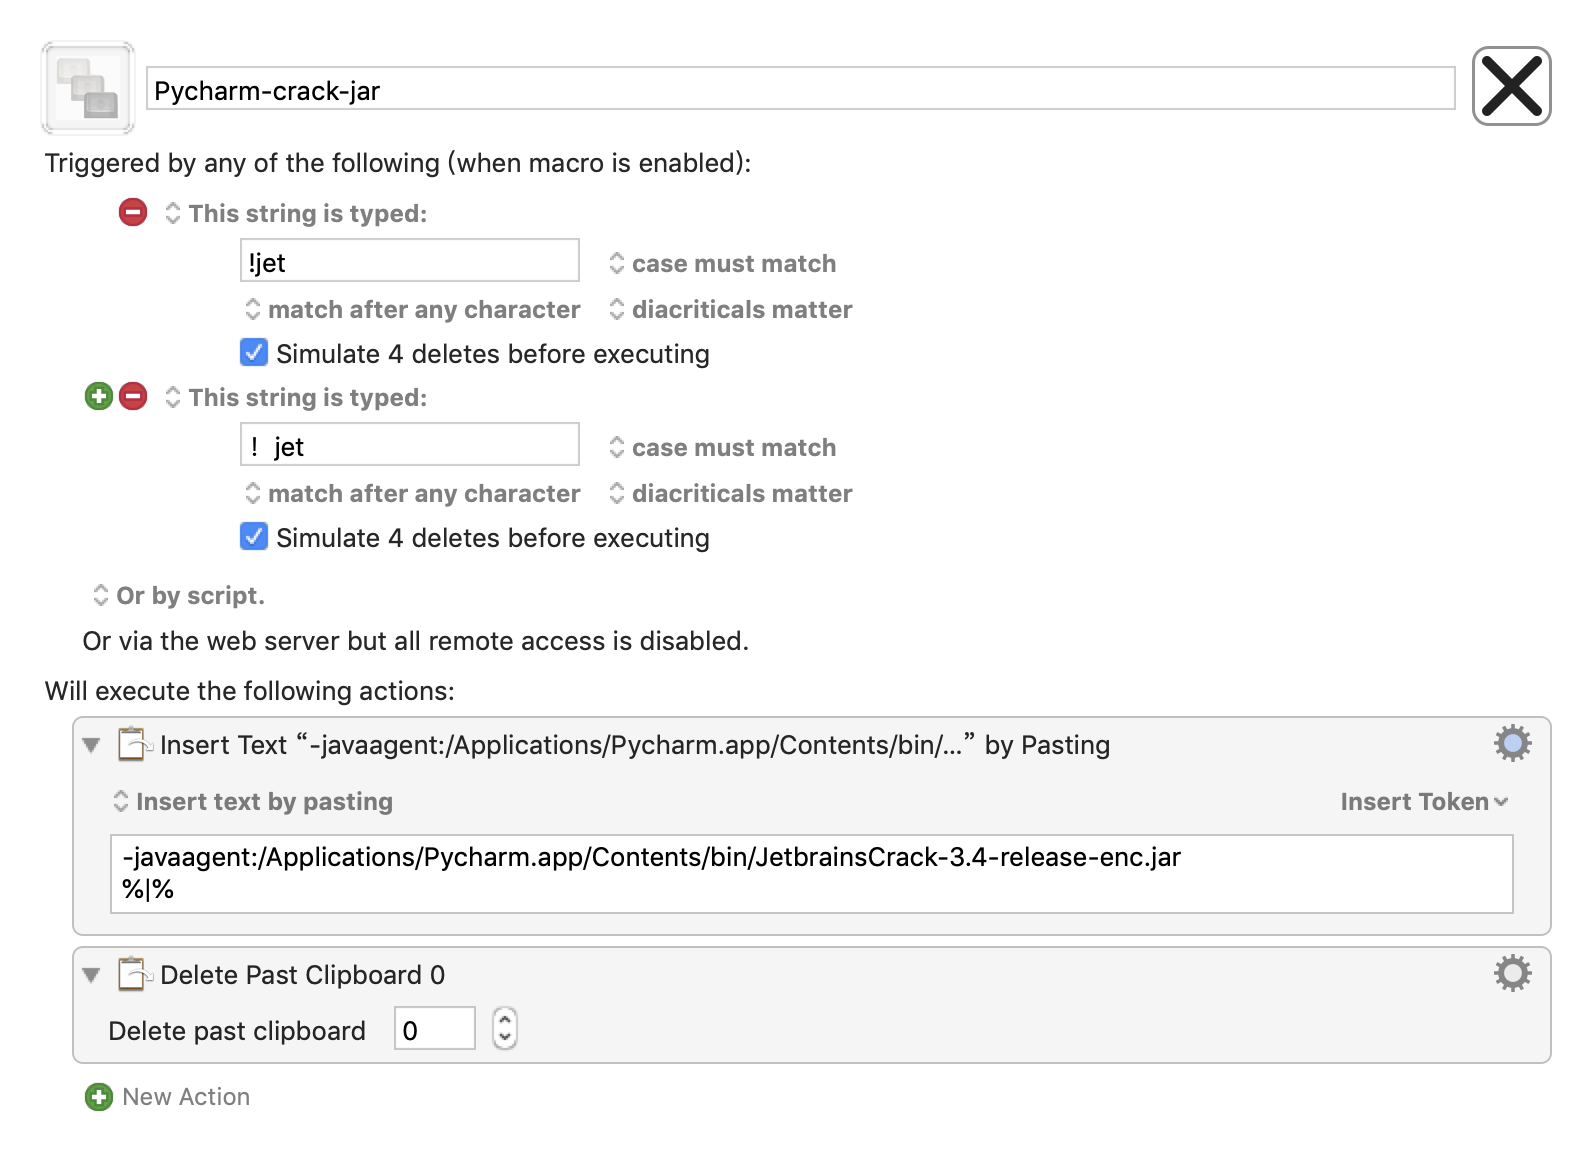 Pycharm-crack-jar
Triggered by any of the following (when macro is enabled):
This string is typed:
!jet case must match
match after any character diacriticals matter
Simulate 4 deletes before executing
This string is typed:
！jet case must match
match after any character diacriticals matter
Simulate 4 deletes before executing
Or by script.
Or via the web server but all remote access is disabled.
Will execute the following actions:
Insert Text “-javaagent:/Applications/Pycharm.app/Contents/bin/…” by Pasting
Insert text by pasting Insert Token
-javaagent:/Applications/Pycharm.app/Contents/bin/JetbrainsCrack-3.4-release-enc.jar
%|%
Delete Past Clipboard 0
Delete past clipboard 0
New Action